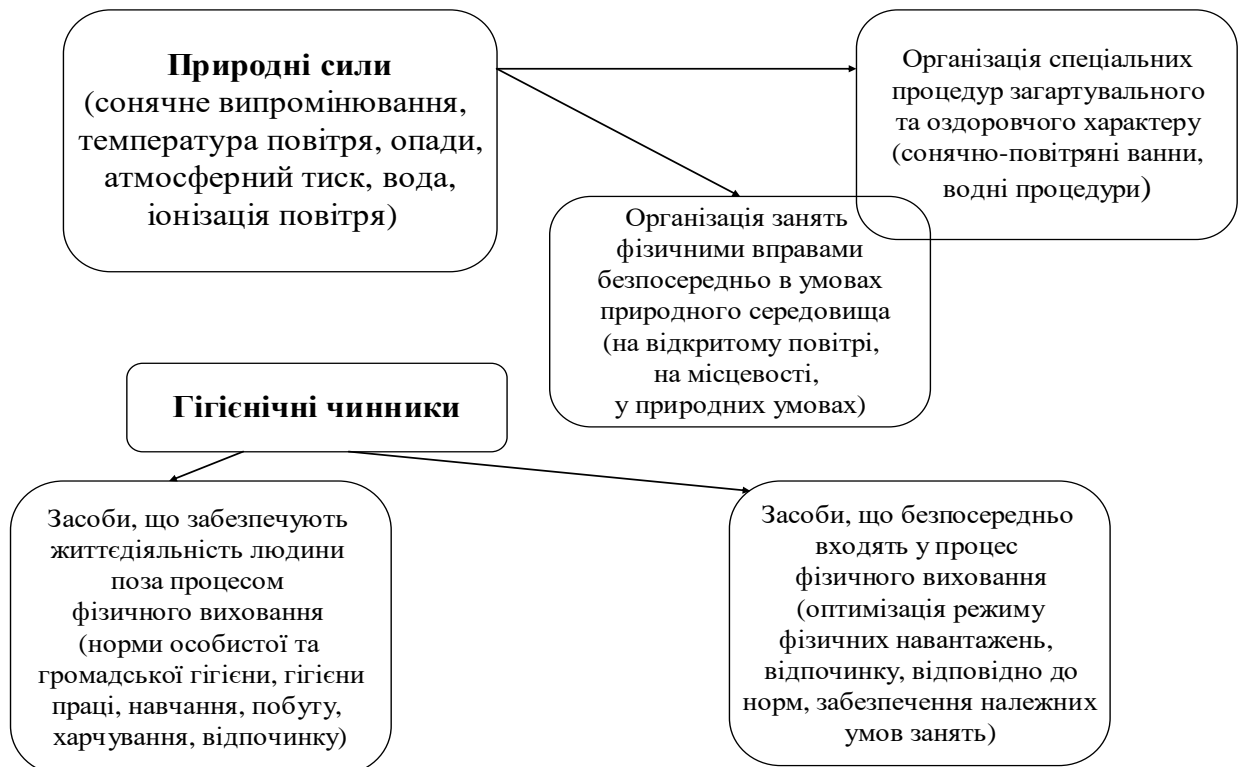 Природні сили
(сонячне випромінювання,
температура повітря, опади,
атмосферний тиск, вода,
іонізація повітря)
Організація спеціальних
процедур загартувального
та оздоровчого характеру
(сонячно-повітряні ванни,
водні процедури)
Організація занять
фізичними вправами
безпосередньо в умовах
природного середовища
(на відкритому повітрі,
на місцевості,
у природних умовах)
Гігієнічні чинники
Засоби, що забезпечують
життєдіяльність людини
поза процесом
фізичного виховання
(норми особистої та
громадської гігієни, гігієни
праці, навчання, побуту,
харчування, відпочинку)
Засоби, що безпосередньо
входять у процес
фізичного виховання
(оптимізація режиму
фізичних навантажень,
відпочинку, відповідно до
норм, забезпечення належних
умов занять)